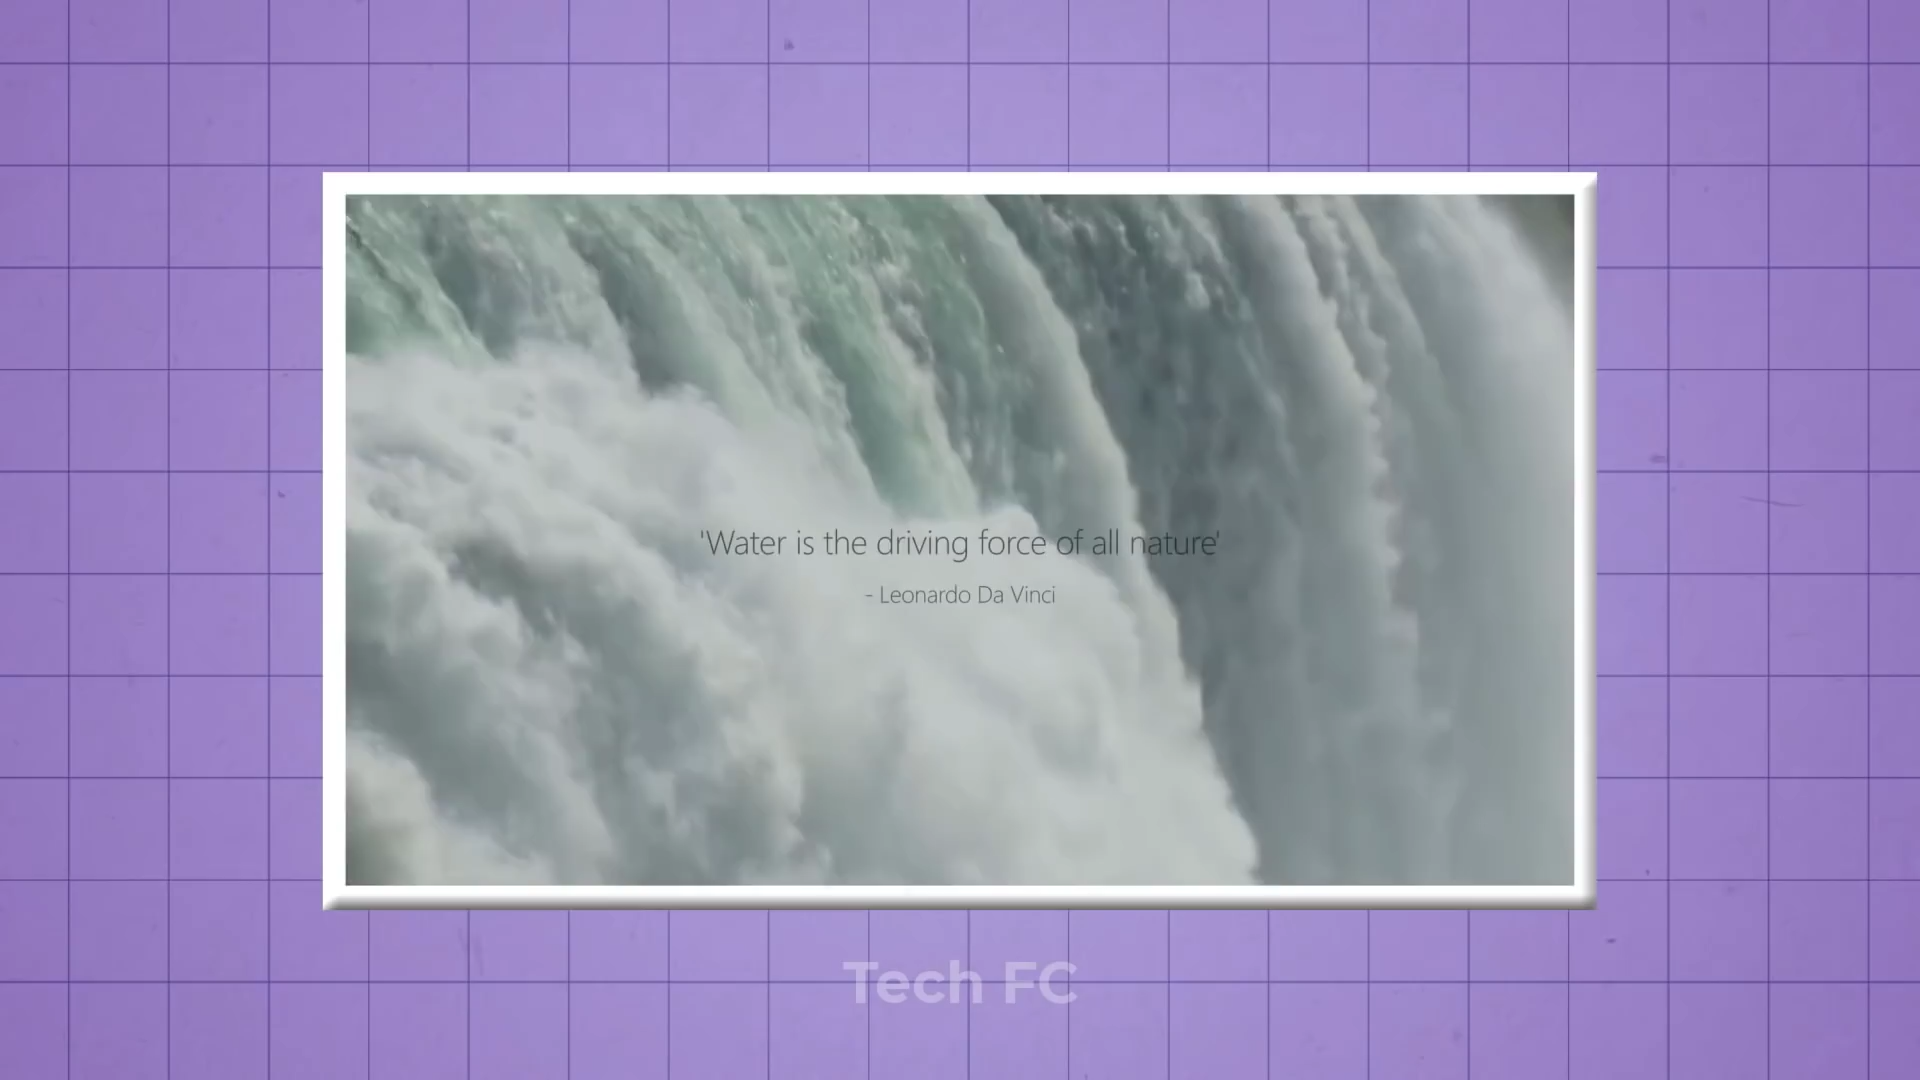 'Water is the driving force of all nature'
- Leonardo Da Vinci
Tech FC